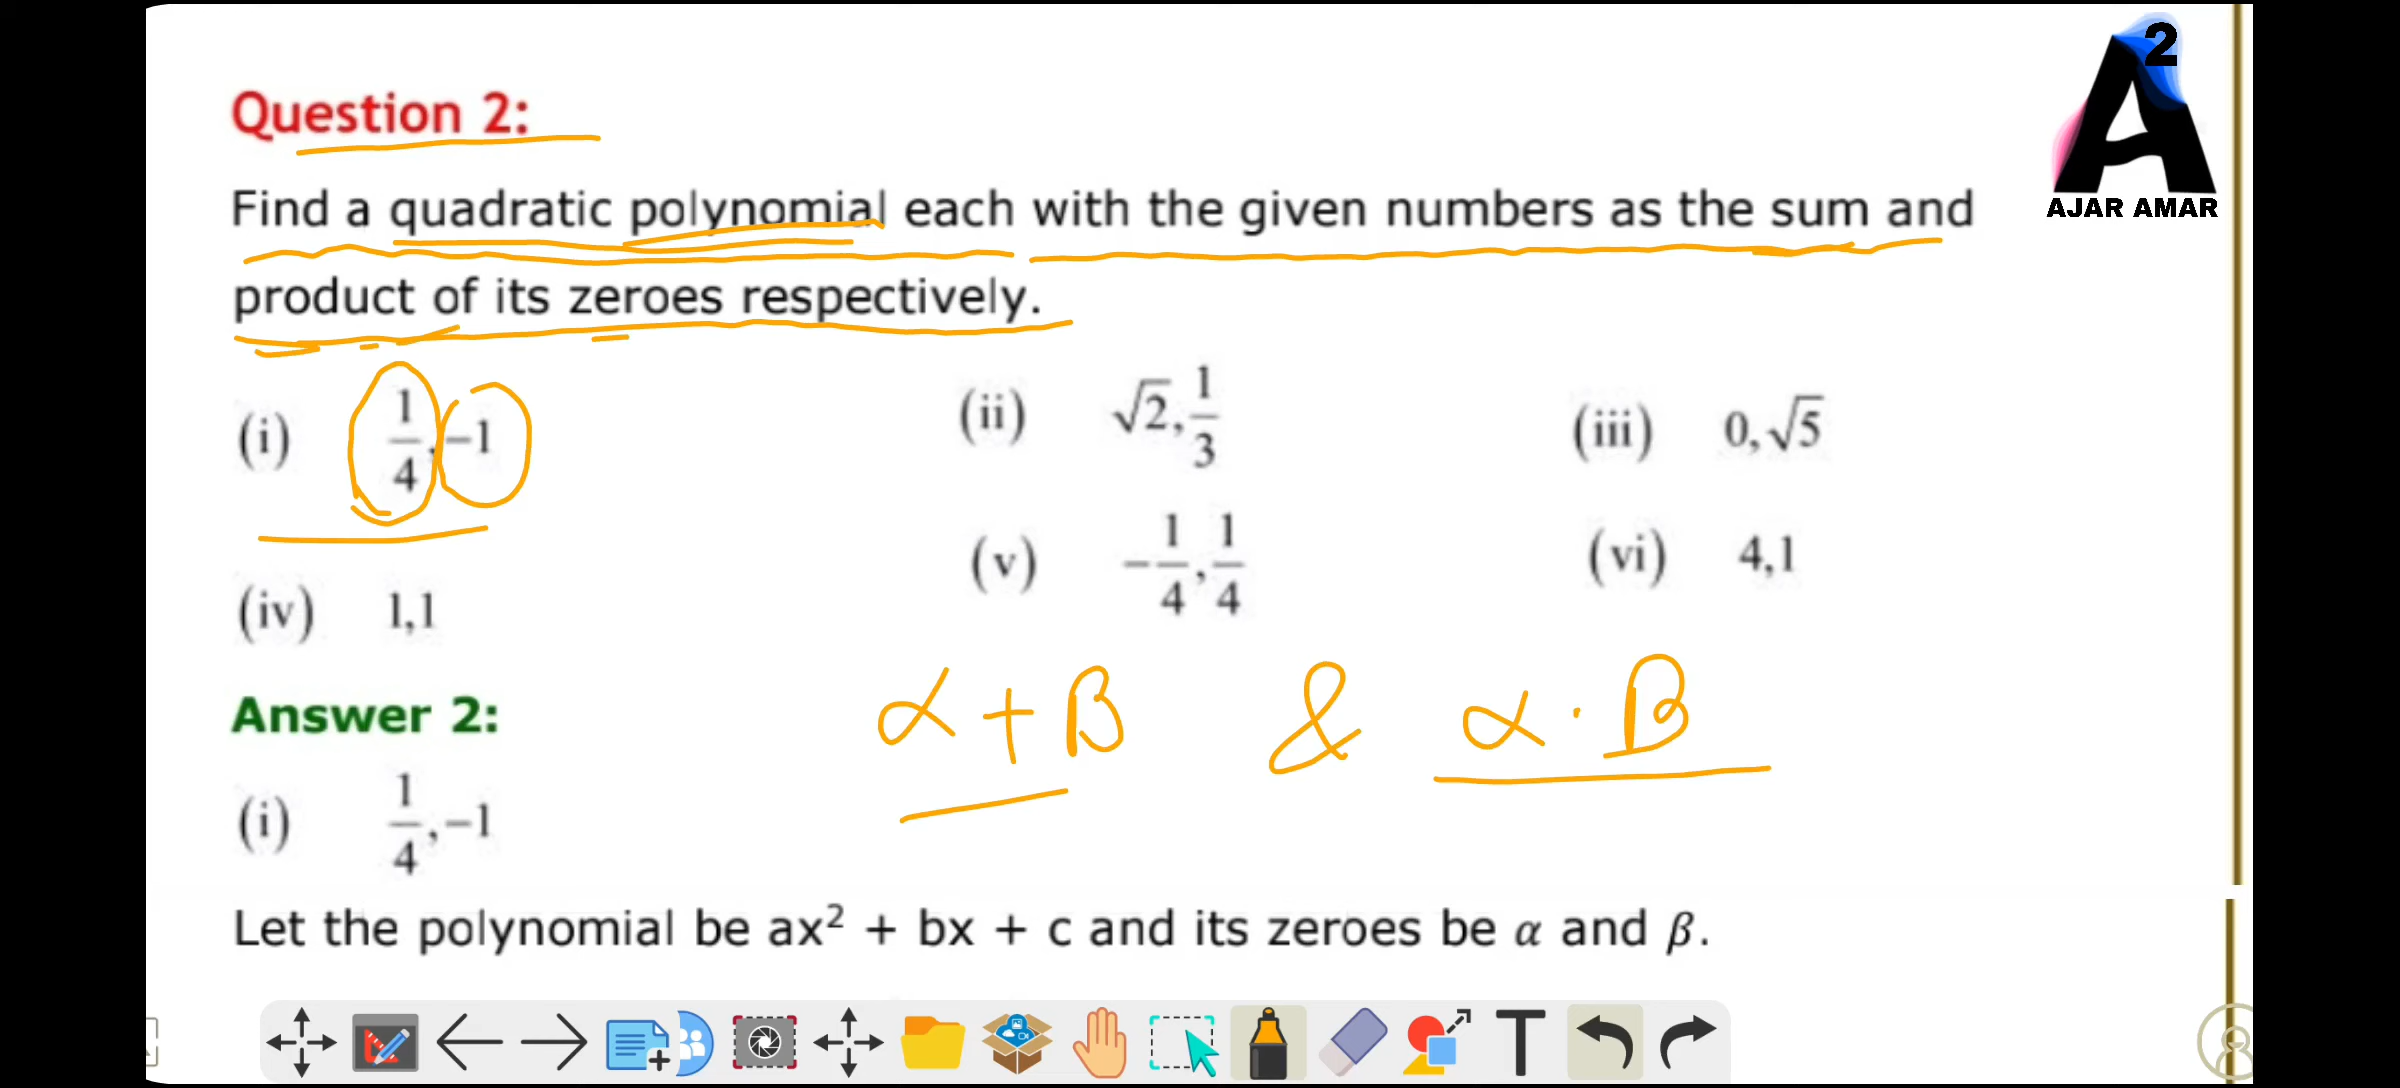 2
AJAR AMAR
Question 2:
Find a quadratic polynomial each with the given numbers as the sum and
product of its zeroes respectively.
(i) 1/4, -1 (ii) √2, 1/3 (iii) 0, √5
(iv) 1,1 (v) -1/4, 1/4 (vi) 4,1
α + β & α · β
Answer 2:
(i) 1/4, -1
Let the polynomial be ax² + bx + c and its zeroes be α and β.
T